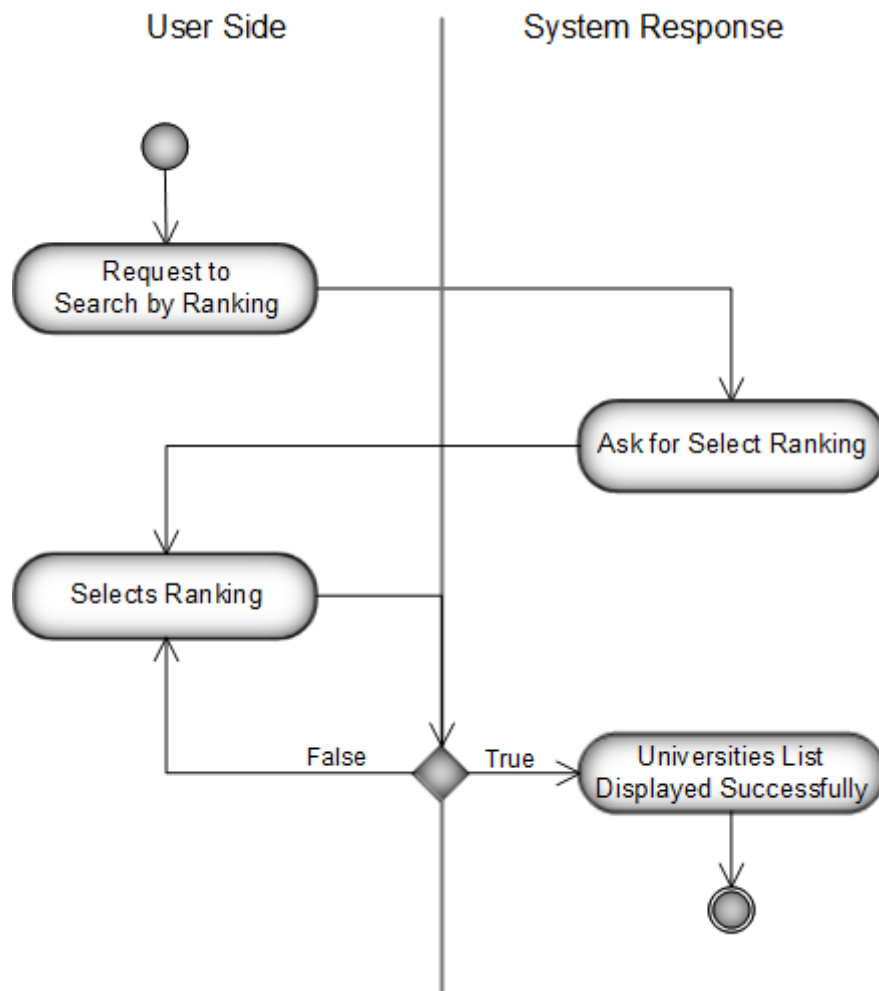 User Side
System Response
Request to
Search by Ranking
Ask for Select Ranking
Selects Ranking
False
True
Universities List
Displayed Successfully